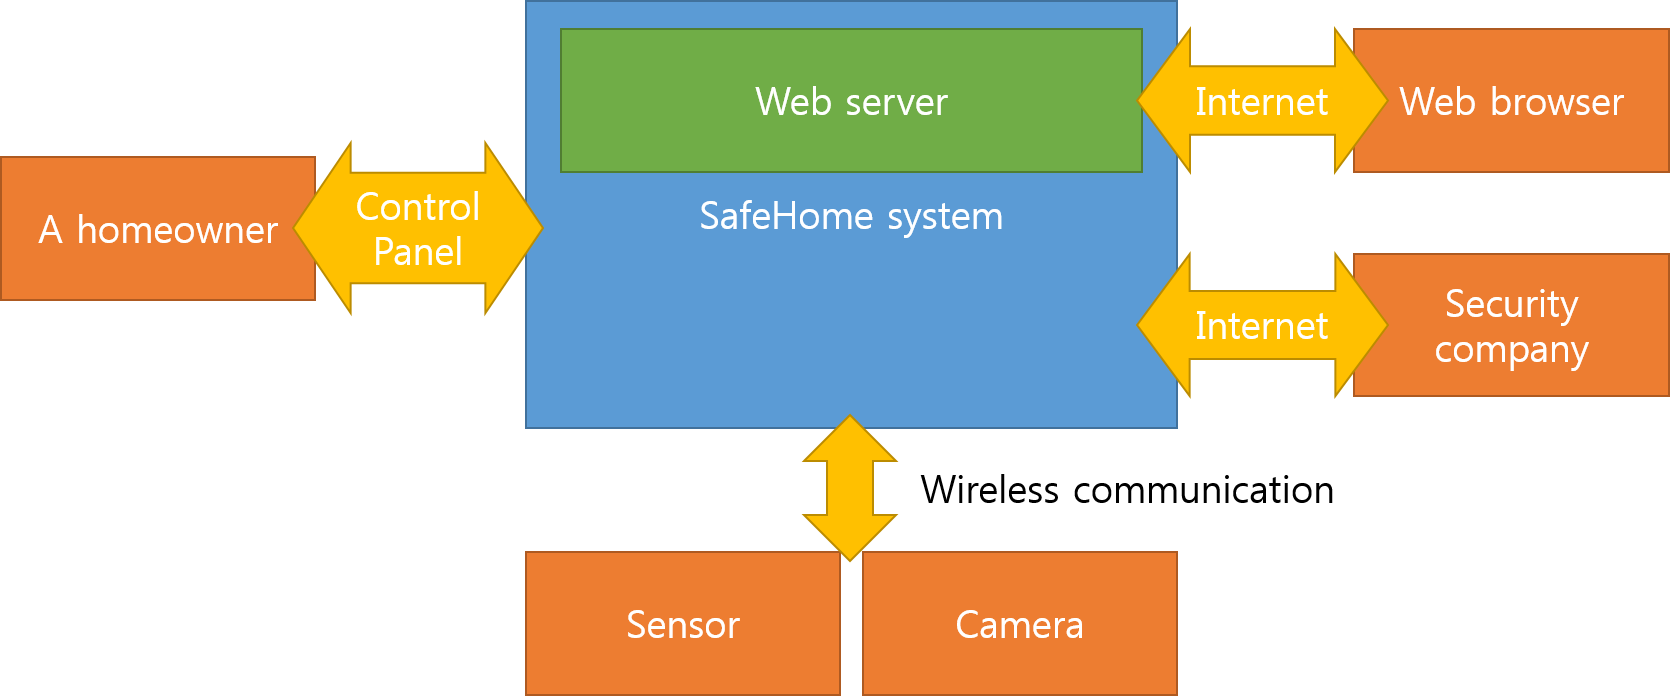 Web server
Internet
Web browser
A homeowner
Control
Panel
SafeHome system
Internet
Security
company
Wireless communication
Sensor
Camera